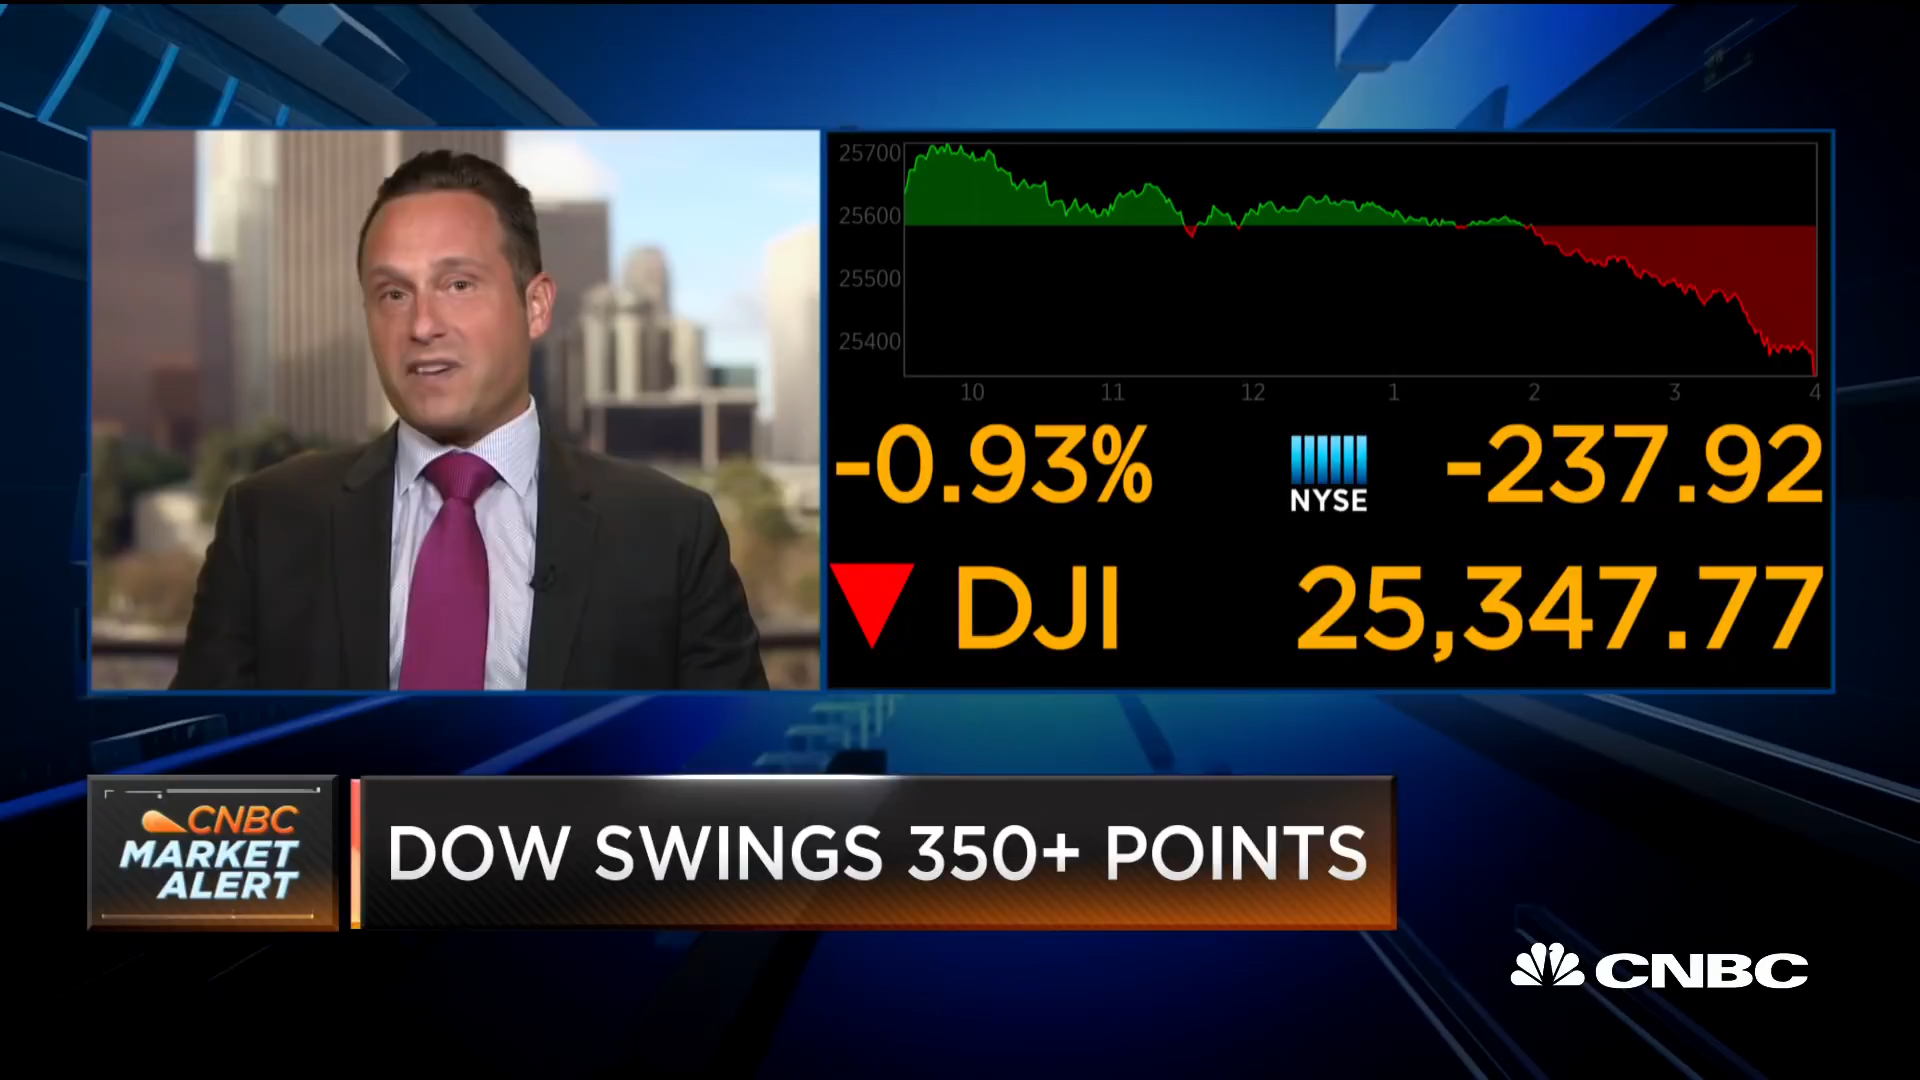 25700
25600
25500
25400
10 11 12 1 2 3 4
-0.93% NYSE -237.92
DJI 25,347.77
CNBC
MARKET
ALERT
DOW SWINGS 350+ POINTS
CNBC